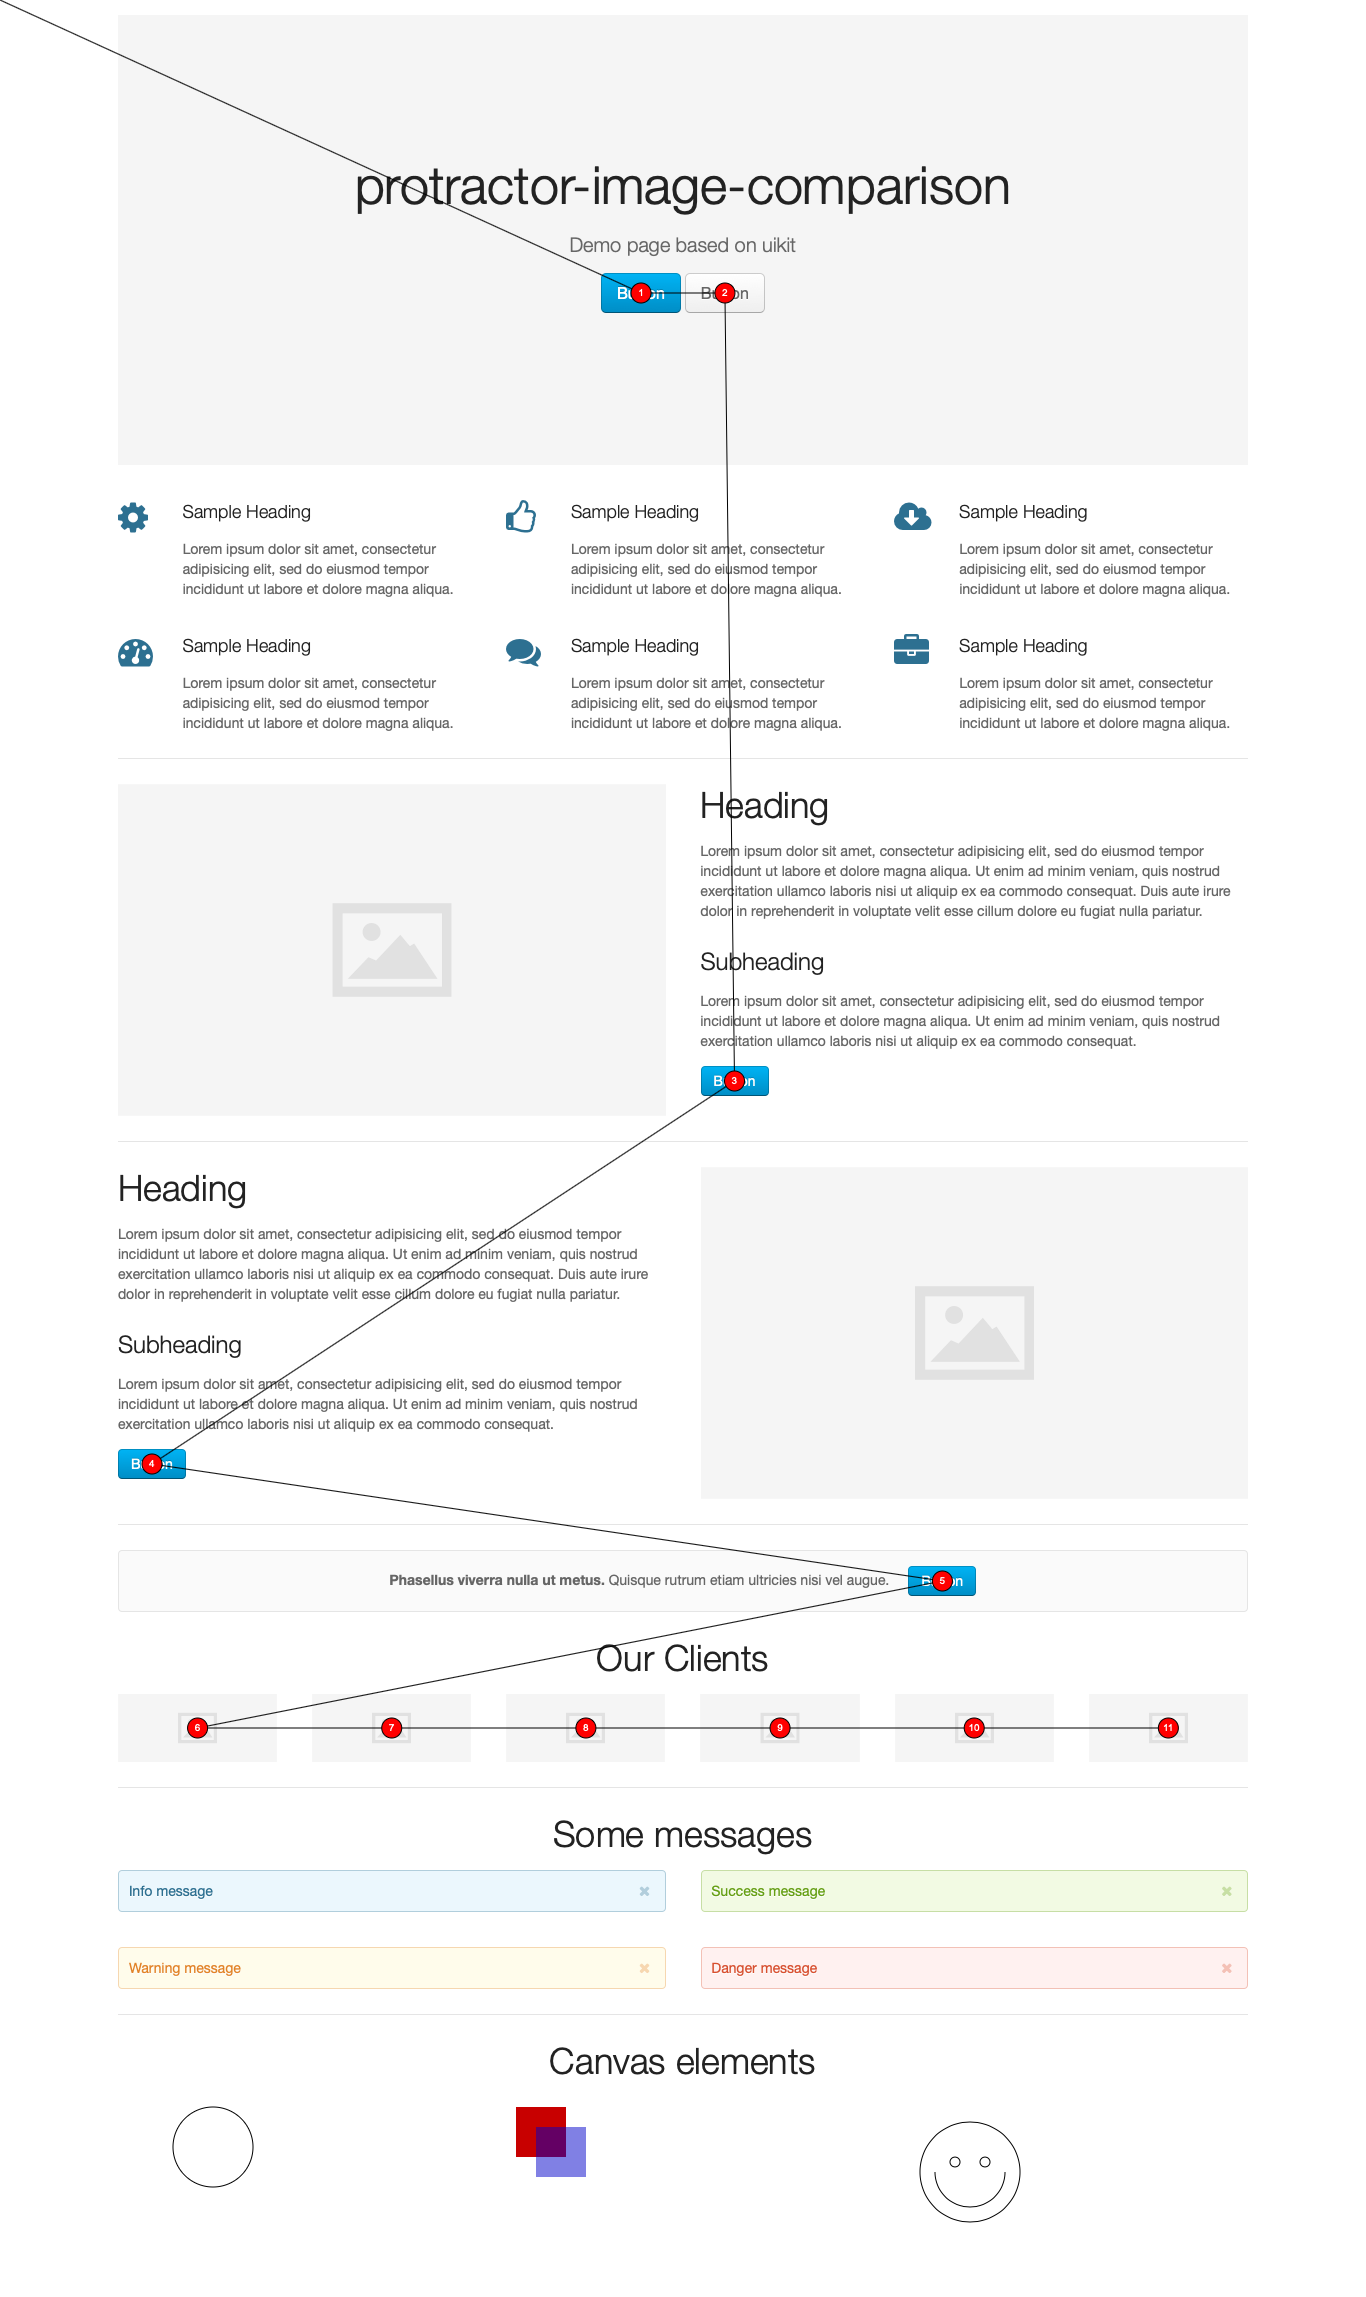 protractor-image-comparison
Demo page based on uikit
1 2
Sample Heading
Lorem ipsum dolor sit amet, consectetur
adipisicing elit, sed do eiusmod tempor
incididunt ut labore et dolore magna aliqua.
Sample Heading
Lorem ipsum dolor sit amet, consectetur
adipisicing elit, sed do eiusmod tempor
incididunt ut labore et dolore magna aliqua.
Sample Heading
Lorem ipsum dolor sit amet, consectetur
adipisicing elit, sed do eiusmod tempor
incididunt ut labore et dolore magna aliqua.
Sample Heading
Lorem ipsum dolor sit amet, consectetur
adipisicing elit, sed do eiusmod tempor
incididunt ut labore et dolore magna aliqua.
Sample Heading
Lorem ipsum dolor sit amet, consectetur
adipisicing elit, sed do eiusmod tempor
incididunt ut labore et dolore magna aliqua.
Sample Heading
Lorem ipsum dolor sit amet, consectetur
adipisicing elit, sed do eiusmod tempor
incididunt ut labore et dolore magna aliqua.
Heading
Lorem ipsum dolor sit amet, consectetur adipisicing elit, sed do eiusmod tempor
incididunt ut labore et dolore magna aliqua. Ut enim ad minim veniam, quis nostrud
exercitation ullamco laboris nisi ut aliquip ex ea commodo consequat. Duis aute irure
dolor in reprehenderit in voluptate velit esse cillum dolore eu fugiat nulla pariatur.
Subheading
Lorem ipsum dolor sit amet, consectetur adipisicing elit, sed do eiusmod tempor
incididunt ut labore et dolore magna aliqua. Ut enim ad minim veniam, quis nostrud
exercitation ullamco laboris nisi ut aliquip ex ea commodo consequat.
3
Heading
Lorem ipsum dolor sit amet, consectetur adipisicing elit, sed do eiusmod tempor
incididunt ut labore et dolore magna aliqua. Ut enim ad minim veniam, quis nostrud
exercitation ullamco laboris nisi ut aliquip ex ea commodo consequat. Duis aute irure
dolor in reprehenderit in voluptate velit esse cillum dolore eu fugiat nulla pariatur.
Subheading
Lorem ipsum dolor sit amet, consectetur adipisicing elit, sed do eiusmod tempor
incididunt ut labore et dolore magna aliqua. Ut enim ad minim veniam, quis nostrud
exercitation ullamco laboris nisi ut aliquip ex ea commodo consequat.
4
Phasellus viverra nulla ut metus. Quisque rutrum etiam ultricies nisi vel augue. 5
Our Clients
6 7 8 9 10 11
Some messages
Info message
Success message
Warning message
Danger message
Canvas elements